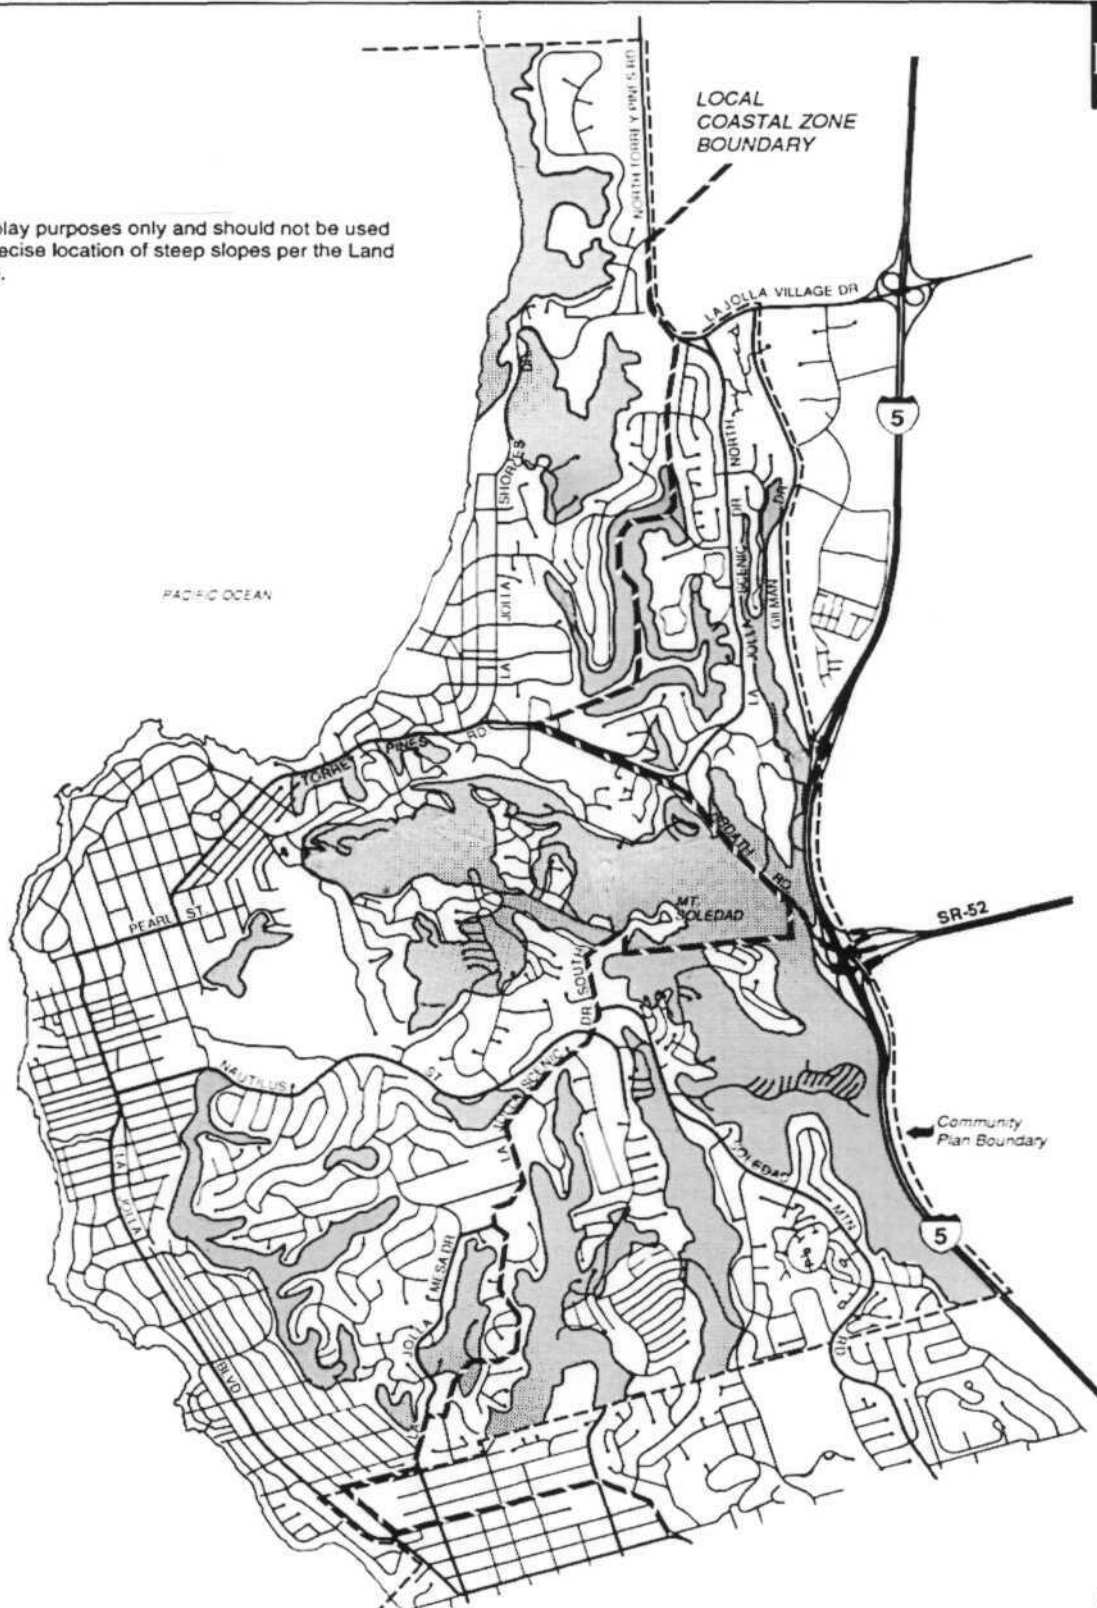 LOCAL
COASTAL ZONE
BOUNDARY
NORTH TORREY PINES RD
play purposes only and should not be used
ecise location of steep slopes per the Land
LA JOLLA VILLAGE DR
5
LA JOLLA SHORES DR
LA JOLLA SCENIC DR NORTH
GILMAN DR
PACIFIC OCEAN
TORREY PINES RD
ARDATH RD
MT.
SOLEDAD
SR-52
PEARL ST
LA JOLLA SCENIC DR SOUTH
NAUTILUS ST
Community
Plan Boundary
SOLEDAD MTN RD
5
LA JOLLA BLVD
LA JOLLA MESA DR